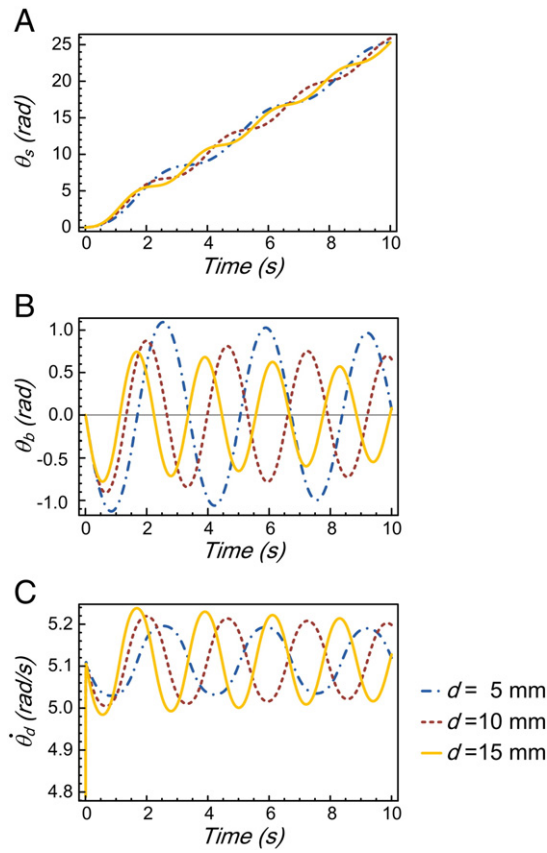 A
25
20
15
10
5
0
θs (rad)
0 2 4 6 8 10
Time (s)
B
1.0
0.5
0.0
-0.5
-1.0
θb (rad)
0 2 4 6 8 10
Time (s)
C
5.2
5.1
5.0
4.9
4.8
θ̇d (rad/s)
0 2 4 6 8 10
Time (s)
d = 5 mm
d =10 mm
d =15 mm